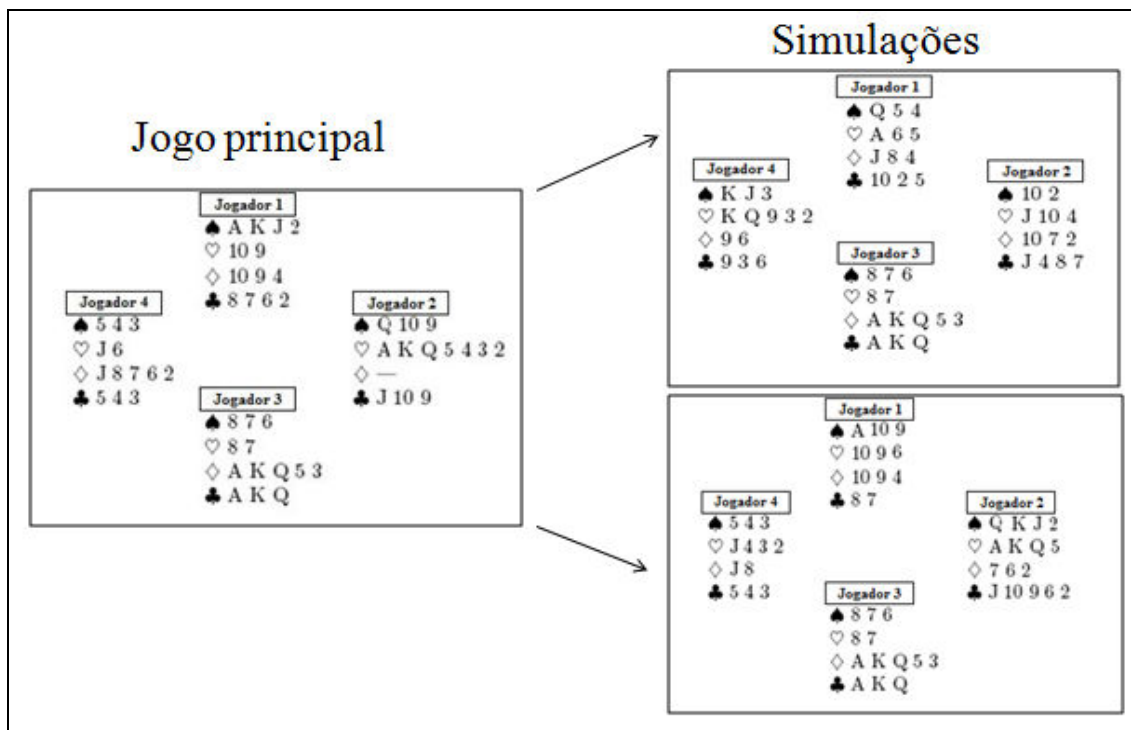 Jogo principal
Jogador 1
♠ A K J 2
♡ 10 9
♢ 10 9 4
♣ 8 7 6 2
Jogador 4
♠ 5 4 3
♡ J 6
♢ J 8 7 6 2
♣ 5 4 3
Jogador 2
♠ Q 10 9
♡ A K Q 5 4 3 2
♢ —
♣ J 10 9
Jogador 3
♠ 8 7 6
♡ 8 7
♢ A K Q 5 3
♣ A K Q
Simulações
Jogador 1
♠ Q 5 4
♡ A 6 5
♢ J 8 4
♣ 10 2 5
Jogador 4
♠ K J 3
♡ K Q 9 3 2
♢ 9 6
♣ 9 3 6
Jogador 2
♠ 10 2
♡ J 10 4
♢ 10 7 2
♣ J 4 8 7
Jogador 3
♠ 8 7 6
♡ 8 7
♢ A K Q 5 3
♣ A K Q
Jogador 1
♠ A 10 9
♡ 10 9 6
♢ 10 9 4
♣ 8 7
Jogador 4
♠ 5 4 3
♡ J 4 3 2
♢ J 8
♣ 5 4 3
Jogador 2
♠ Q K J 2
♡ A K Q 5
♢ 7 6 2
♣ J 10 9 6 2
Jogador 3
♠ 8 7 6
♡ 8 7
♢ A K Q 5 3
♣ A K Q